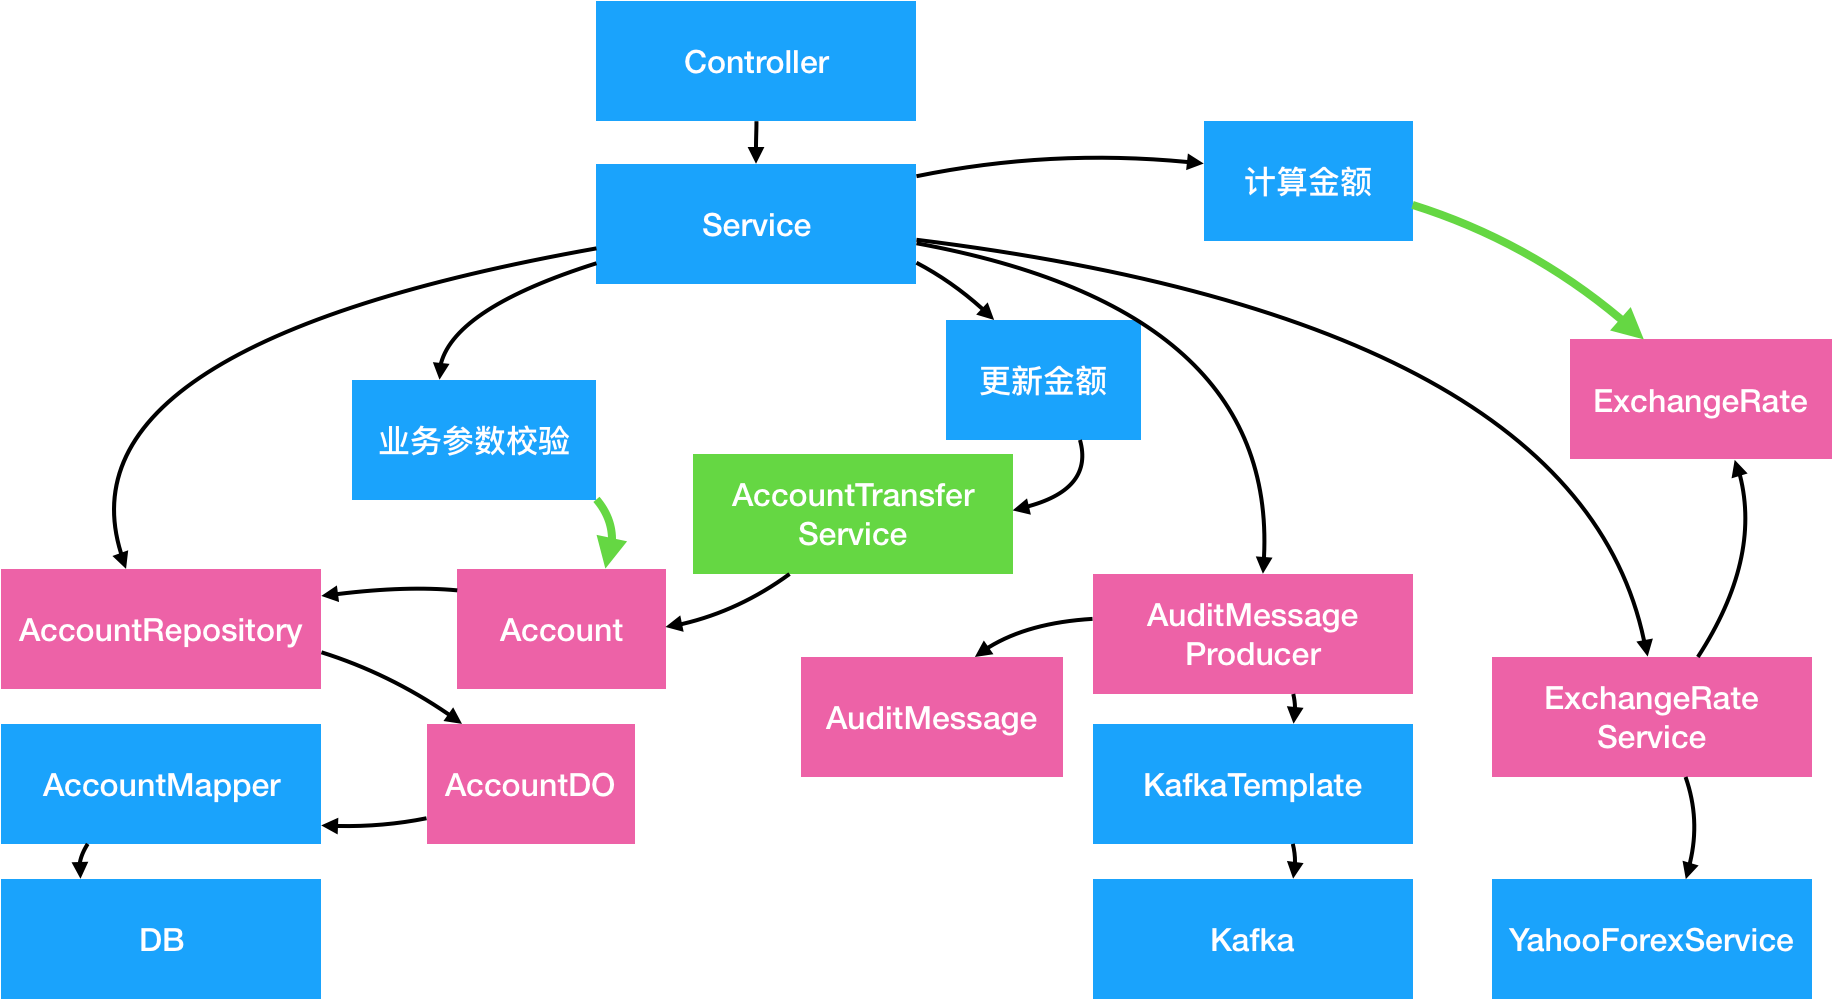 Controller
Service
计算金额
更新金额
ExchangeRate
业务参数校验
AccountTransfer
Service
AccountRepository
Account
AuditMessage
Producer
AuditMessage
ExchangeRate
Service
AccountMapper
AccountDO
KafkaTemplate
DB
Kafka
YahooForexService